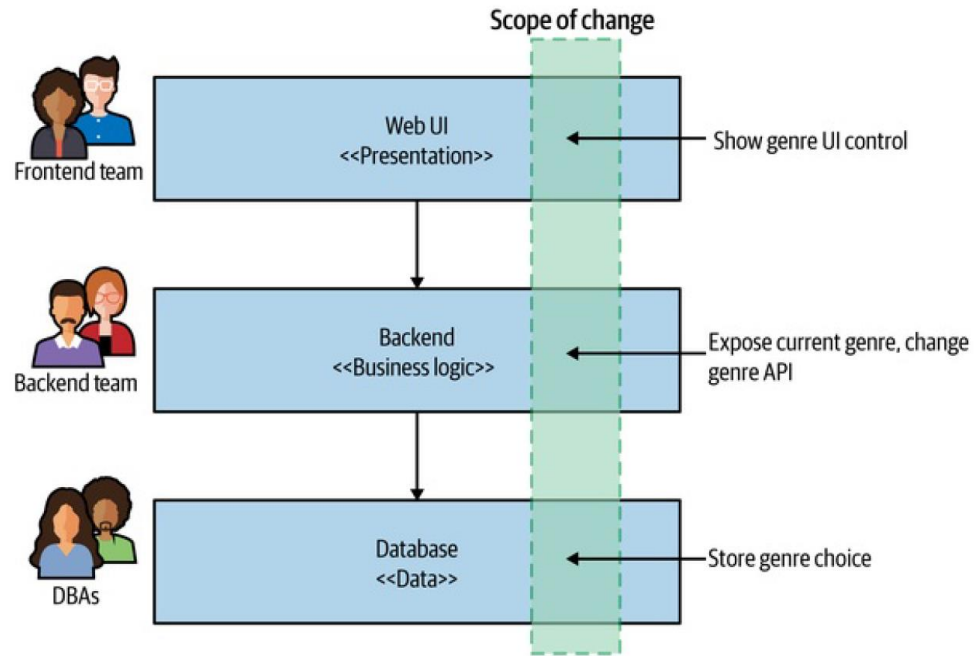 Scope of change
Frontend team
Web UI
<<Presentation>>
Show genre UI control
Backend team
Backend
<<Business logic>>
Expose current genre, change
genre API
DBAs
Database
<<Data>>
Store genre choice